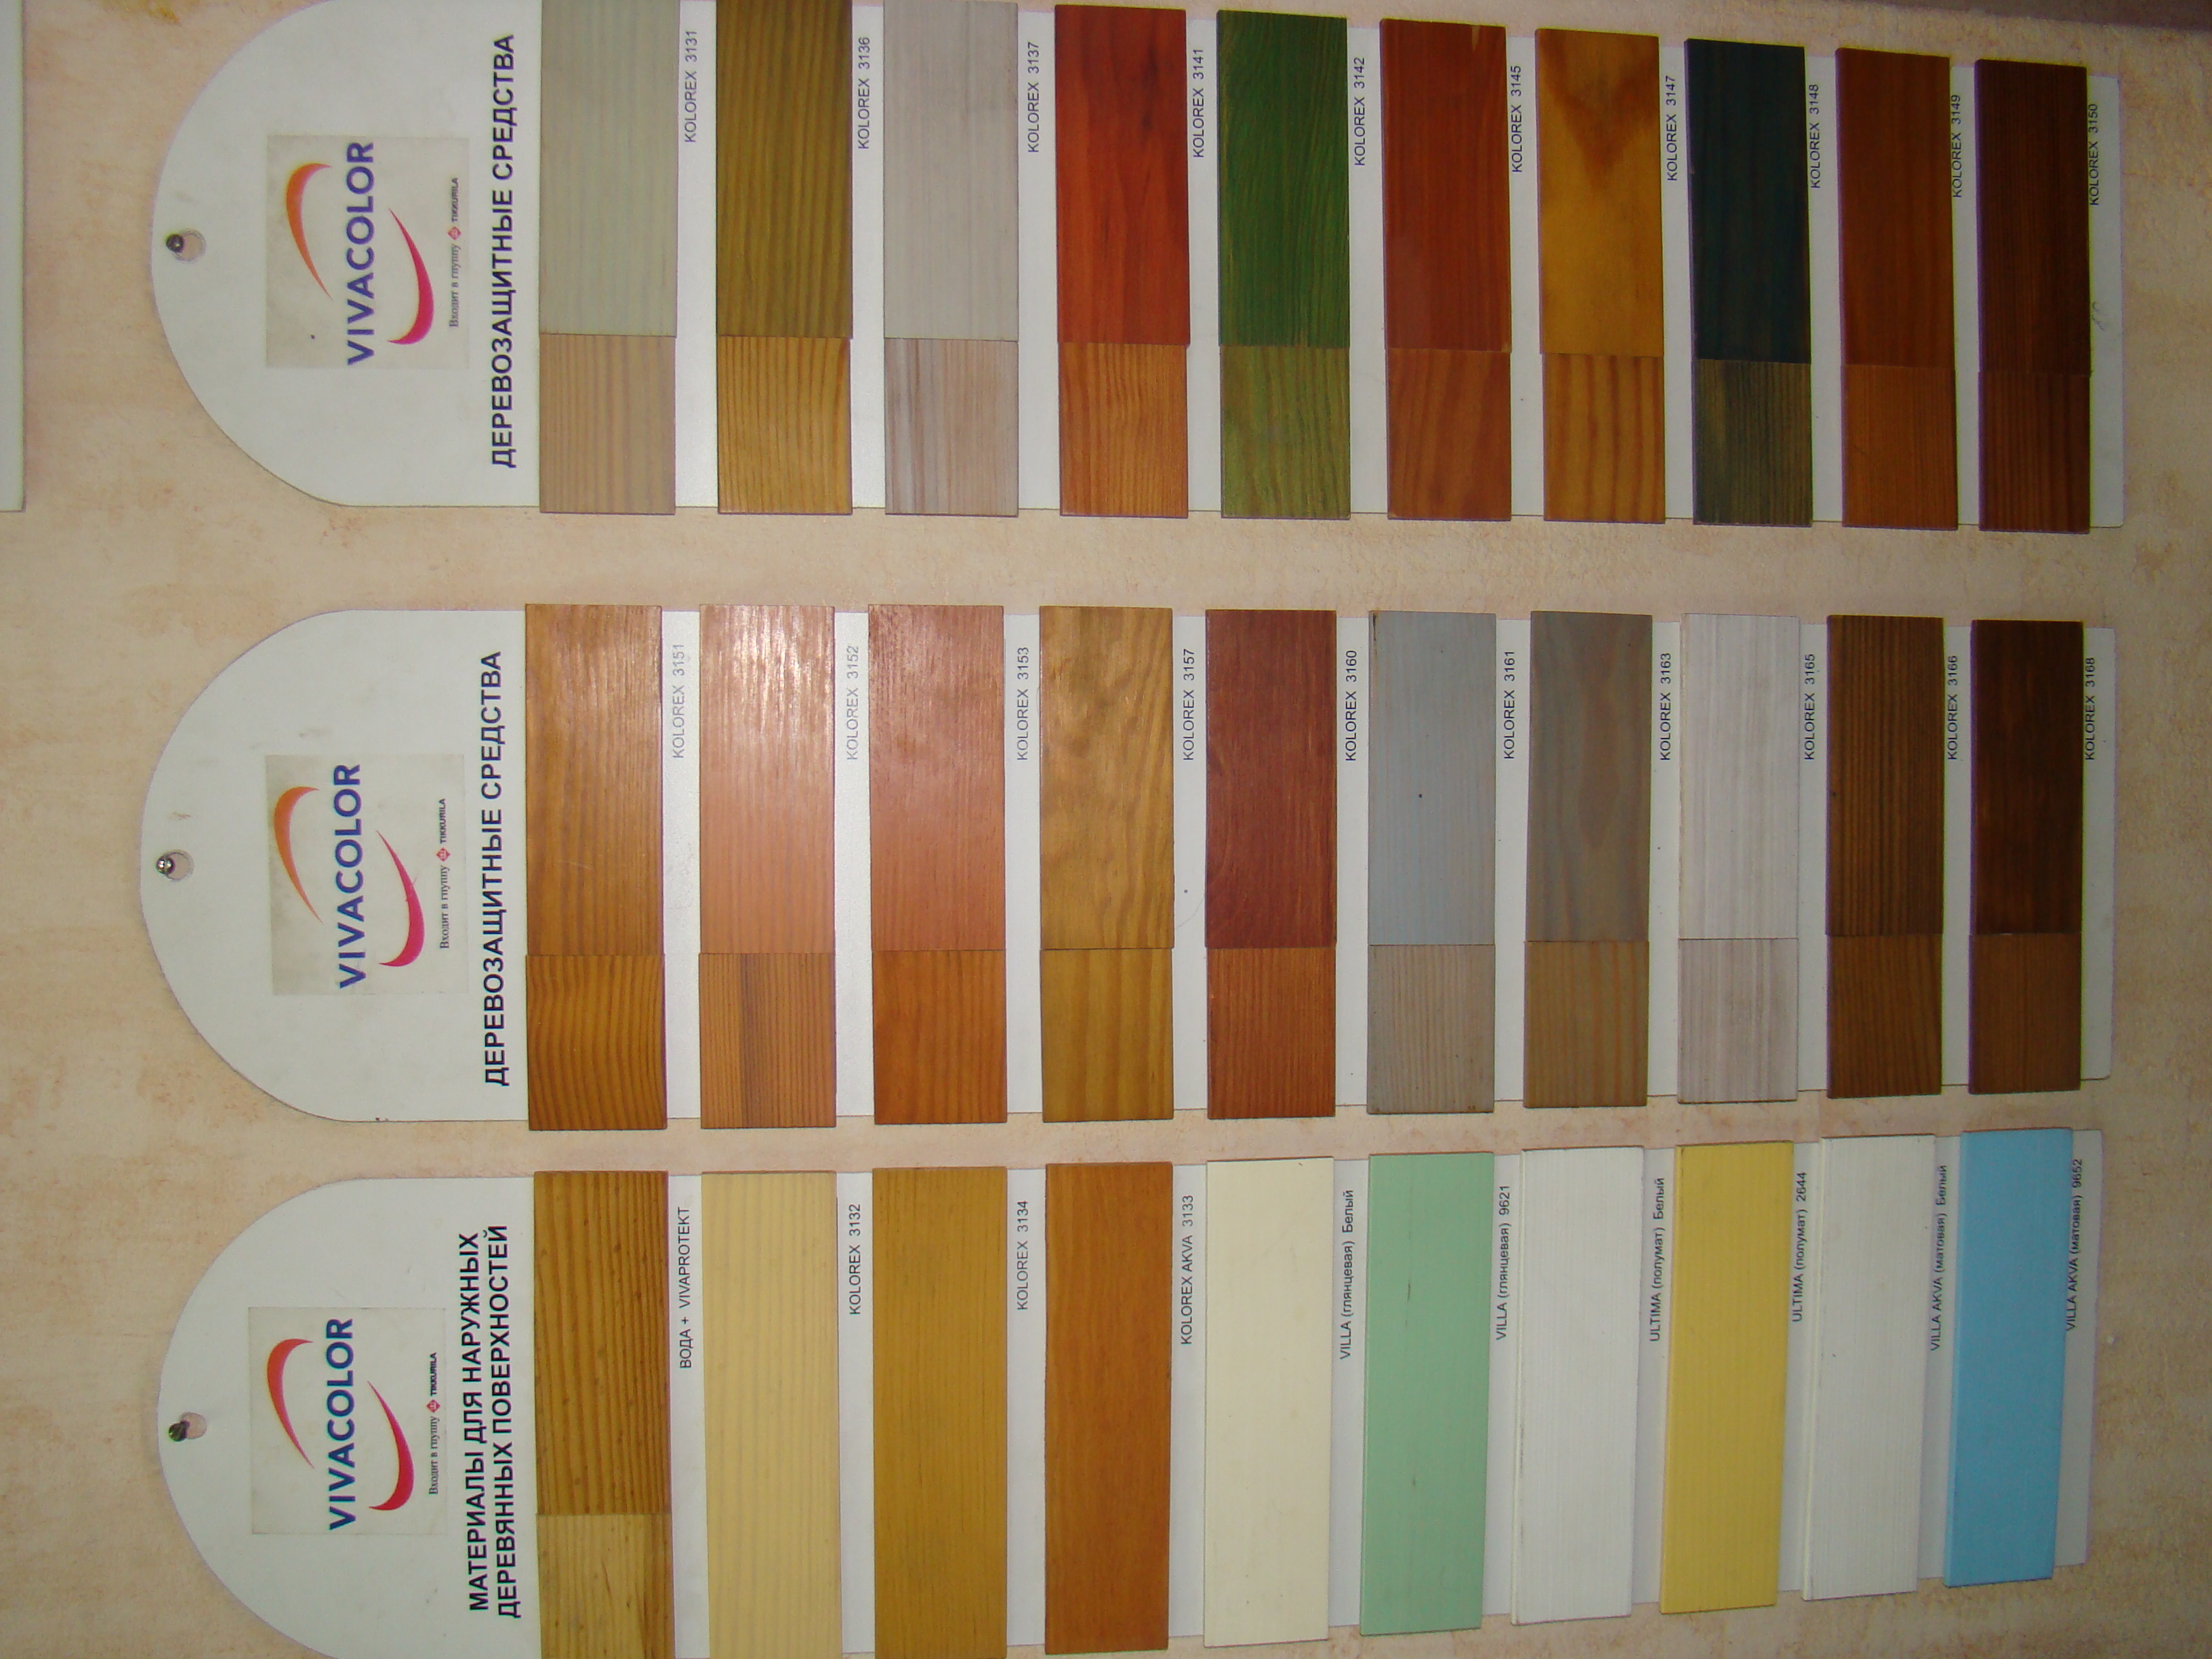 VIVACOLOR
Входит в группу TIKKURILA
МАТЕРИАЛЫ ДЛЯ НАРУЖНЫХ
ДЕРЕВЯННЫХ ПОВЕРХНОСТЕЙ
ВОДА + VIVAPROTEKT
KOLOREX 3132
KOLOREX 3134
KOLOREX AKVA 3133
VILLA (глянцевая) Белый
VILLA (глянцевая) 9621
ULTIMA (полумат) Белый
ULTIMA (полумат) 2644
VILLA AKVA (матовая) Белый
VILLA AKVA (матовая) 9652
VIVACOLOR
Входит в группу TIKKURILA
ДЕРЕВОЗАЩИТНЫЕ СРЕДСТВА
KOLOREX 3151
KOLOREX 3152
KOLOREX 3153
KOLOREX 3157
KOLOREX 3160
KOLOREX 3161
KOLOREX 3163
KOLOREX 3165
KOLOREX 3166
KOLOREX 3168
VIVACOLOR
Входит в группу TIKKURILA
ДЕРЕВОЗАЩИТНЫЕ СРЕДСТВА
KOLOREX 3131
KOLOREX 3136
KOLOREX 3137
KOLOREX 3141
KOLOREX 3142
KOLOREX 3145
KOLOREX 3147
KOLOREX 3148
KOLOREX 3149
KOLOREX 3150